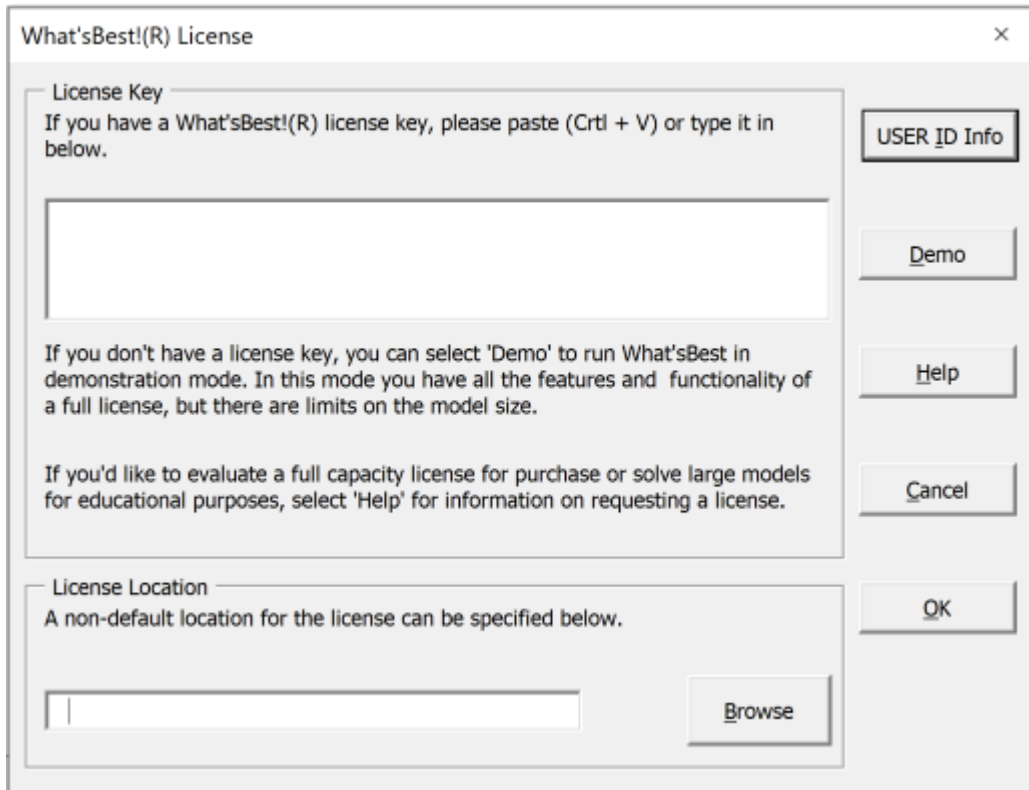 What'sBest!(R) License
License Key
If you have a What'sBest!(R) license key, please paste (Crtl + V) or type it in
below.
USER ID Info
Demo
If you don't have a license key, you can select 'Demo' to run What'sBest in
demonstration mode. In this mode you have all the features and  functionality of
a full license, but there are limits on the model size.
Help
If you'd like to evaluate a full capacity license for purchase or solve large models
for educational purposes, select 'Help' for information on requesting a license.
Cancel
License Location
A non-default location for the license can be specified below.
OK
Browse